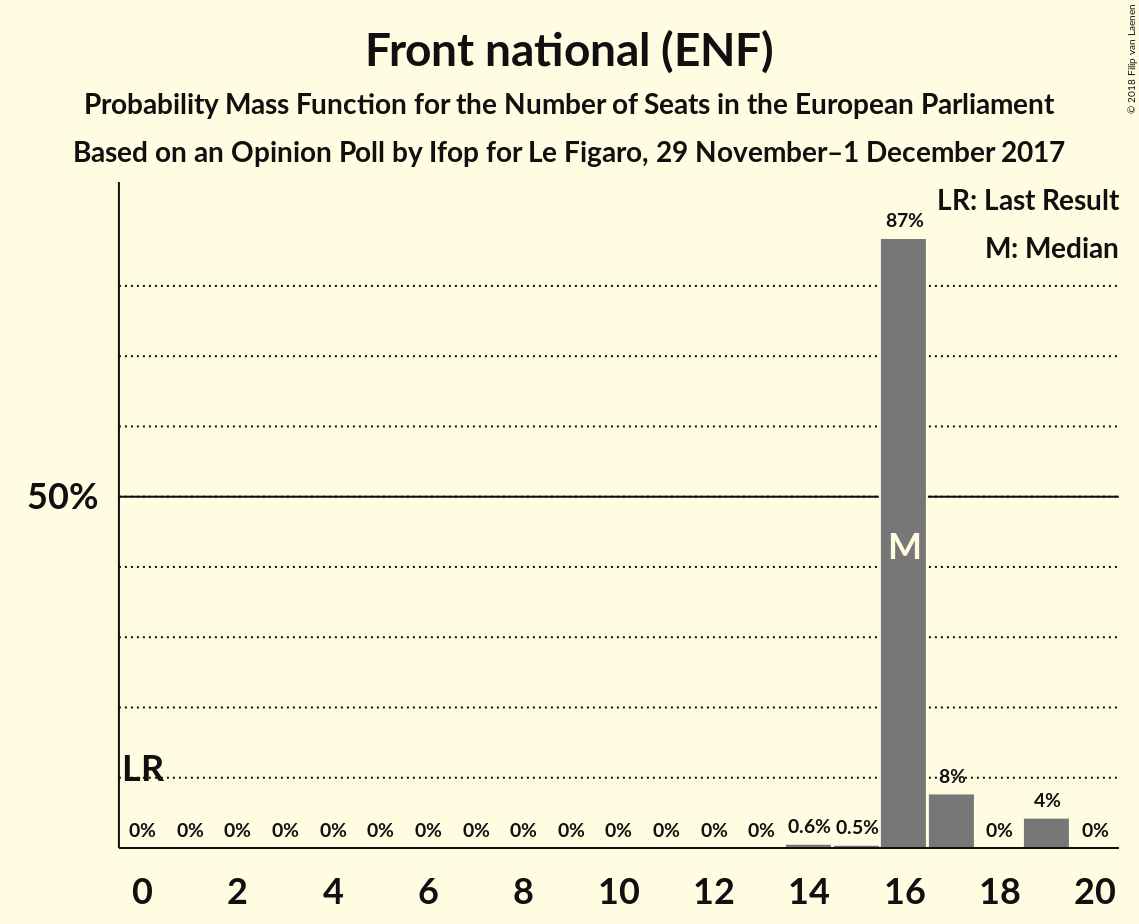 Front national (ENF)
Probability Mass Function for the Number of Seats in the European Parliament
Based on an Opinion Poll by Ifop for Le Figaro, 29 November–1 December 2017
© 2018 Filip van Laenen
LR: Last Result
M: Median
87%
50%
M
LR
8%
4%
0% 0% 0% 0% 0% 0% 0% 0% 0% 0% 0% 0% 0% 0% 0.6% 0.5% 0% 0%
0 2 4 6 8 10 12 14 16 18 20